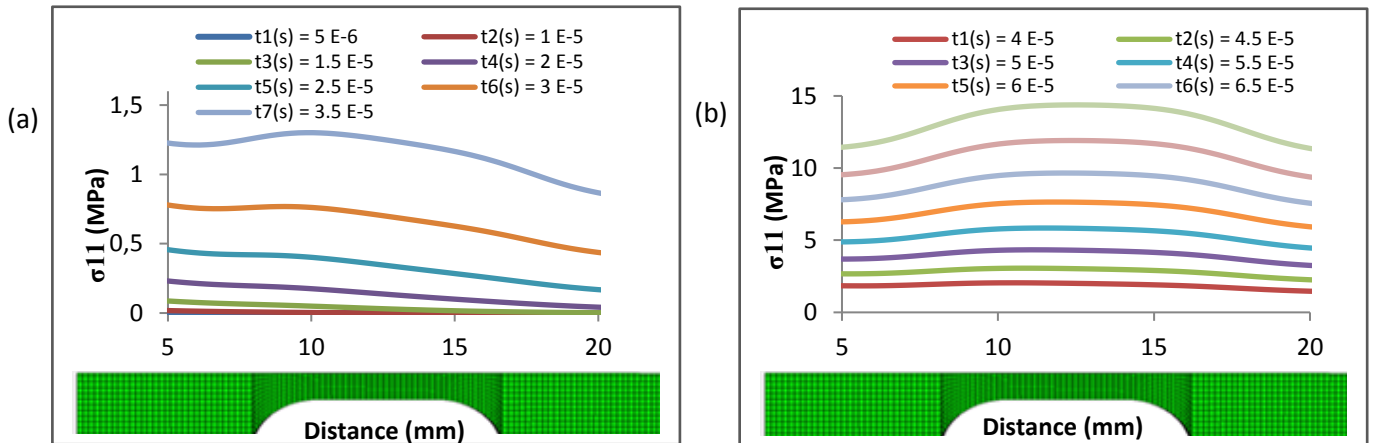 (a)
t1(s) = 5 E-6 t2(s) = 1 E-5
t3(s) = 1.5 E-5 t4(s) = 2 E-5
t5(s) = 2.5 E-5 t6(s) = 3 E-5
t7(s) = 3.5 E-5
σ11 (MPa)
1,5
1
0,5
0
5 10 15 20
Distance (mm)
(b)
t1(s) = 4 E-5 t2(s) = 4.5 E-5
t3(s) = 5 E-5 t4(s) = 5.5 E-5
t5(s) = 6 E-5 t6(s) = 6.5 E-5
σ11 (MPa)
15
10
5
0
5 10 15 20
Distance (mm)